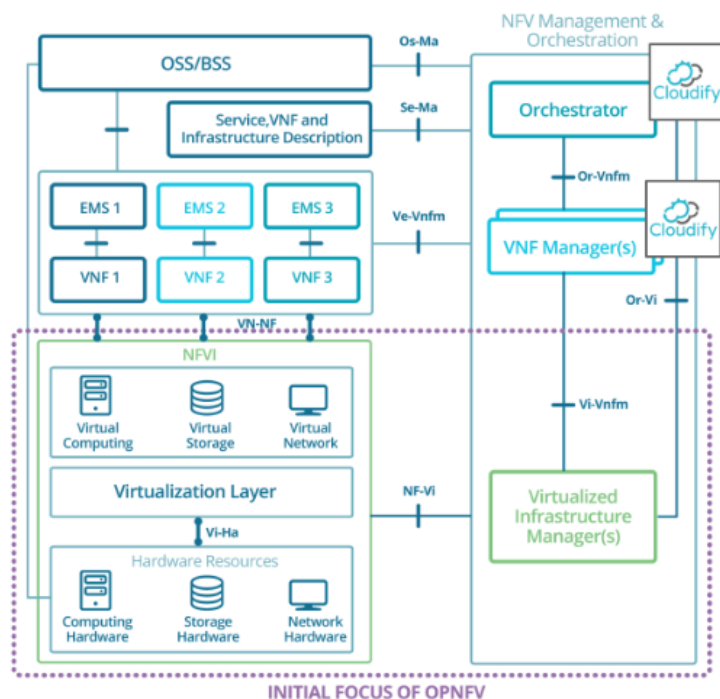 NFV Management &
Orchestration
Os-Ma
OSS/BSS
Cloudify
Service,VNF and
Infrastructure Description
Se-Ma
Orchestrator
Or-Vnfm
EMS 1
EMS 2
EMS 3
Ve-Vnfm
Cloudify
VNF Manager(s)
VNF 1
VNF 2
VNF 3
Or-Vi
VN-NF
NFVI
Virtual
Computing
Virtual
Storage
Virtual
Network
Vi-Vnfm
Virtualization Layer
NF-Vi
Virtualized
Infrastructure
Manager(s)
Vi-Ha
Hardware Resources
Computing
Hardware
Storage
Hardware
Network
Hardware
INITIAL FOCUS OF OPNFV